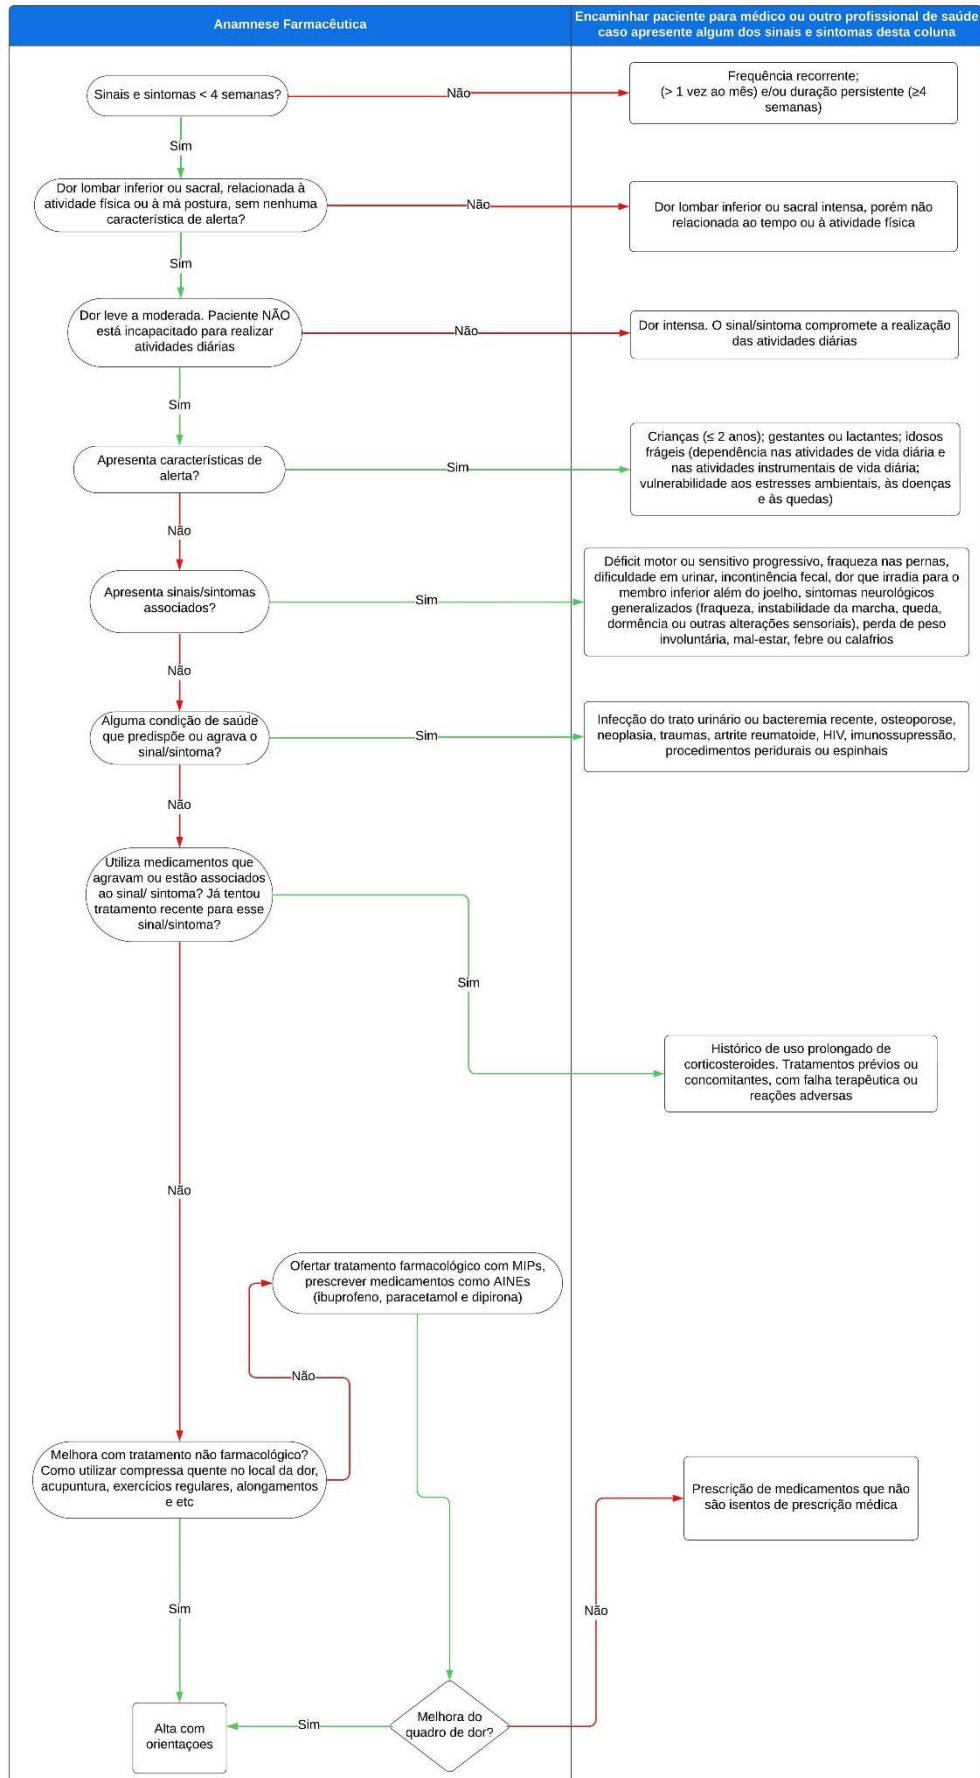 Anamnese Farmacêutica
Encaminhar paciente para médico ou outro profissional de saúde
caso apresente algum dos sinais e sintomas desta coluna
Sinais e sintomas < 4 semanas?
Não
Frequência recorrente;
(> 1 vez ao mês) e/ou duração persistente (≥4
semanas)
Sim
Dor lombar inferior ou sacral, relacionada à
atividade física ou à má postura, sem nenhuma
característica de alerta?
Não
Dor lombar inferior ou sacral intensa, porém não
relacionada ao tempo ou à atividade física
Sim
Dor leve a moderada. Paciente NÃO
está incapacitado para realizar
atividades diárias
Não
Dor intensa. O sinal/sintoma compromete a realização
das atividades diárias
Sim
Apresenta características de
alerta?
Sim
Crianças (≤ 2 anos); gestantes ou lactantes; idosos
frágeis (dependência nas atividades de vida diária e
nas atividades instrumentais de vida diária;
vulnerabilidade aos estresses ambientais, às doenças
e às quedas)
Não
Apresenta sinais/sintomas
associados?
Sim
Déficit motor ou sensitivo progressivo, fraqueza nas pernas,
dificuldade em urinar, incontinência fecal, dor que irradia para o
membro inferior além do joelho, sintomas neurológicos
generalizados (fraqueza, instabilidade da marcha, queda,
dormência ou outras alterações sensoriais), perda de peso
involuntária, mal-estar, febre ou calafrios
Não
Alguma condição de saúde
que predispõe ou agrava o
sinal/sintoma?
Sim
Infecção do trato urinário ou bacteremia recente, osteoporose,
neoplasia, traumas, artrite reumatoide, HIV, imunossupressão,
procedimentos peridurais ou espinhais
Não
Utiliza medicamentos que
agravam ou estão associados
ao sinal/ sintoma? Já tentou
tratamento recente para esse
sinal/sintoma?
Sim
Histórico de uso prolongado de
corticosteroides. Tratamentos prévios ou
concomitantes, com falha terapêutica ou
reações adversas
Não
Ofertar tratamento farmacológico com MIPs,
prescrever medicamentos como AINEs
(ibuprofeno, paracetamol e dipirona)
Não
Melhora com tratamento não farmacológico?
Como utilizar compressa quente no local da dor,
acupuntura, exercícios regulares, alongamentos
e etc
Prescrição de medicamentos que não
são isentos de prescrição médica
Sim
Não
Alta com
orientaçoes
Sim
Melhora do
quadro de dor?